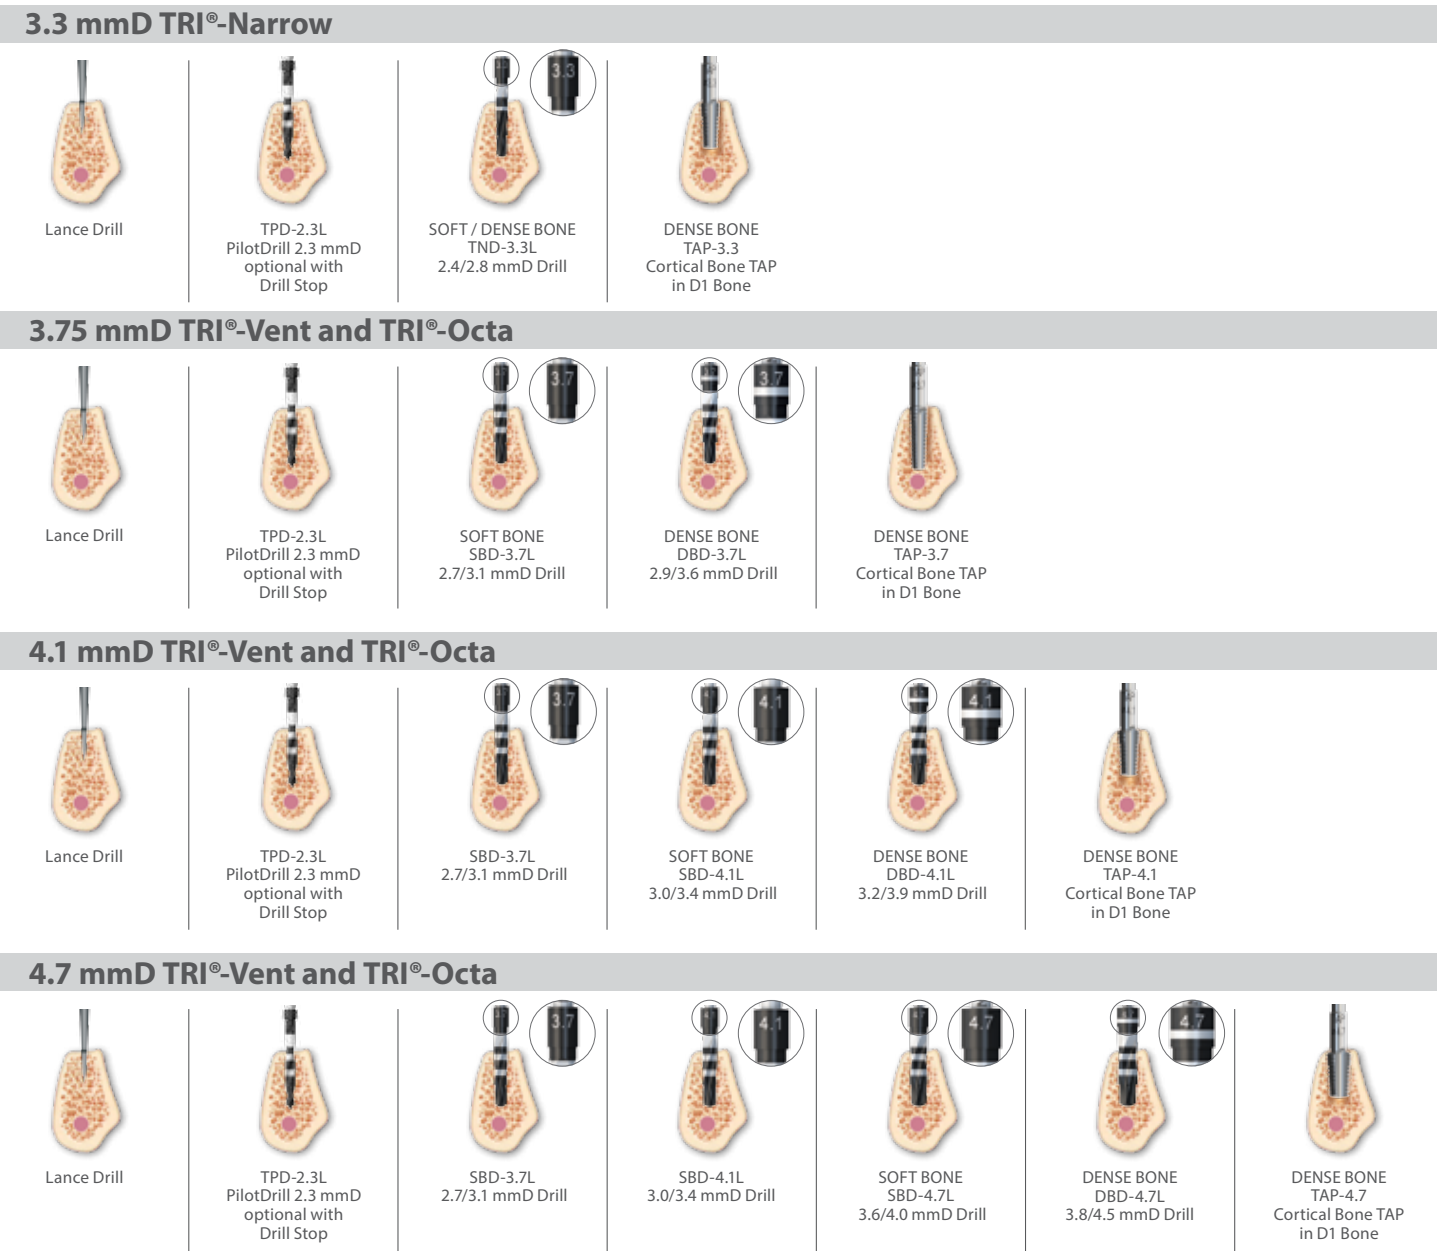 3.3 mmD TRI®-Narrow
3.3
Lance Drill
TPD-2.3L
PilotDrill 2.3 mmD
optional with
Drill Stop
SOFT / DENSE BONE
TND-3.3L
2.4/2.8 mmD Drill
DENSE BONE
TAP-3.3
Cortical Bone TAP
in D1 Bone
3.75 mmD TRI®-Vent and TRI®-Octa
3.7
3.7
Lance Drill
TPD-2.3L
PilotDrill 2.3 mmD
optional with
Drill Stop
SOFT BONE
SBD-3.7L
2.7/3.1 mmD Drill
DENSE BONE
DBD-3.7L
2.9/3.6 mmD Drill
DENSE BONE
TAP-3.7
Cortical Bone TAP
in D1 Bone
4.1 mmD TRI®-Vent and TRI®-Octa
3.7
4.1
4.1
Lance Drill
TPD-2.3L
PilotDrill 2.3 mmD
optional with
Drill Stop
SBD-3.7L
2.7/3.1 mmD Drill
SOFT BONE
SBD-4.1L
3.0/3.4 mmD Drill
DENSE BONE
DBD-4.1L
3.2/3.9 mmD Drill
DENSE BONE
TAP-4.1
Cortical Bone TAP
in D1 Bone
4.7 mmD TRI®-Vent and TRI®-Octa
3.7
4.1
4.7
4.7
Lance Drill
TPD-2.3L
PilotDrill 2.3 mmD
optional with
Drill Stop
SBD-3.7L
2.7/3.1 mmD Drill
SBD-4.1L
3.0/3.4 mmD Drill
SOFT BONE
SBD-4.7L
3.6/4.0 mmD Drill
DENSE BONE
DBD-4.7L
3.8/4.5 mmD Drill
DENSE BONE
TAP-4.7
Cortical Bone TAP
in D1 Bone